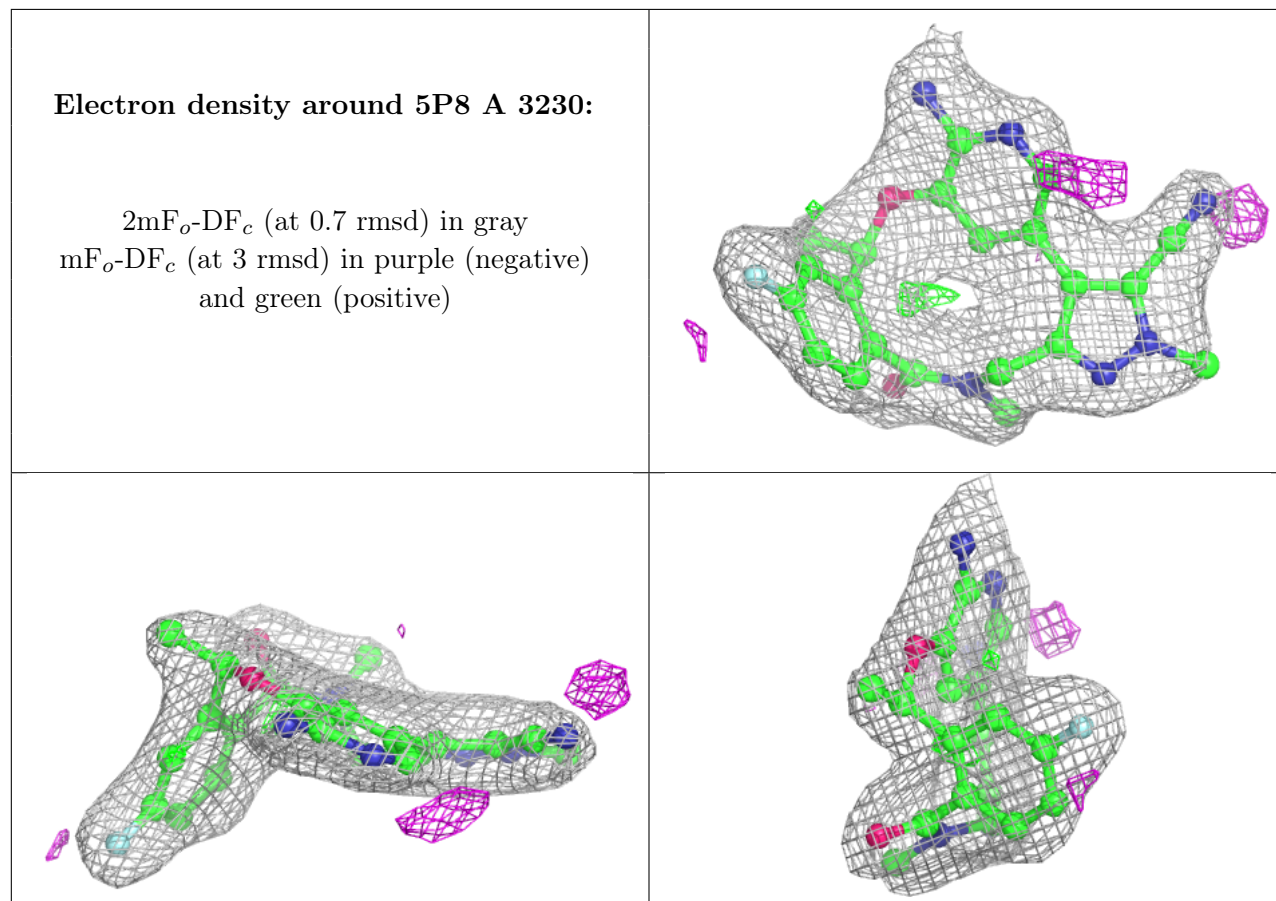 Electron density around 5P8 A 3230:
2mFo-DFc (at 0.7 rmsd) in gray
mFo-DFc (at 3 rmsd) in purple (negative)
and green (positive)